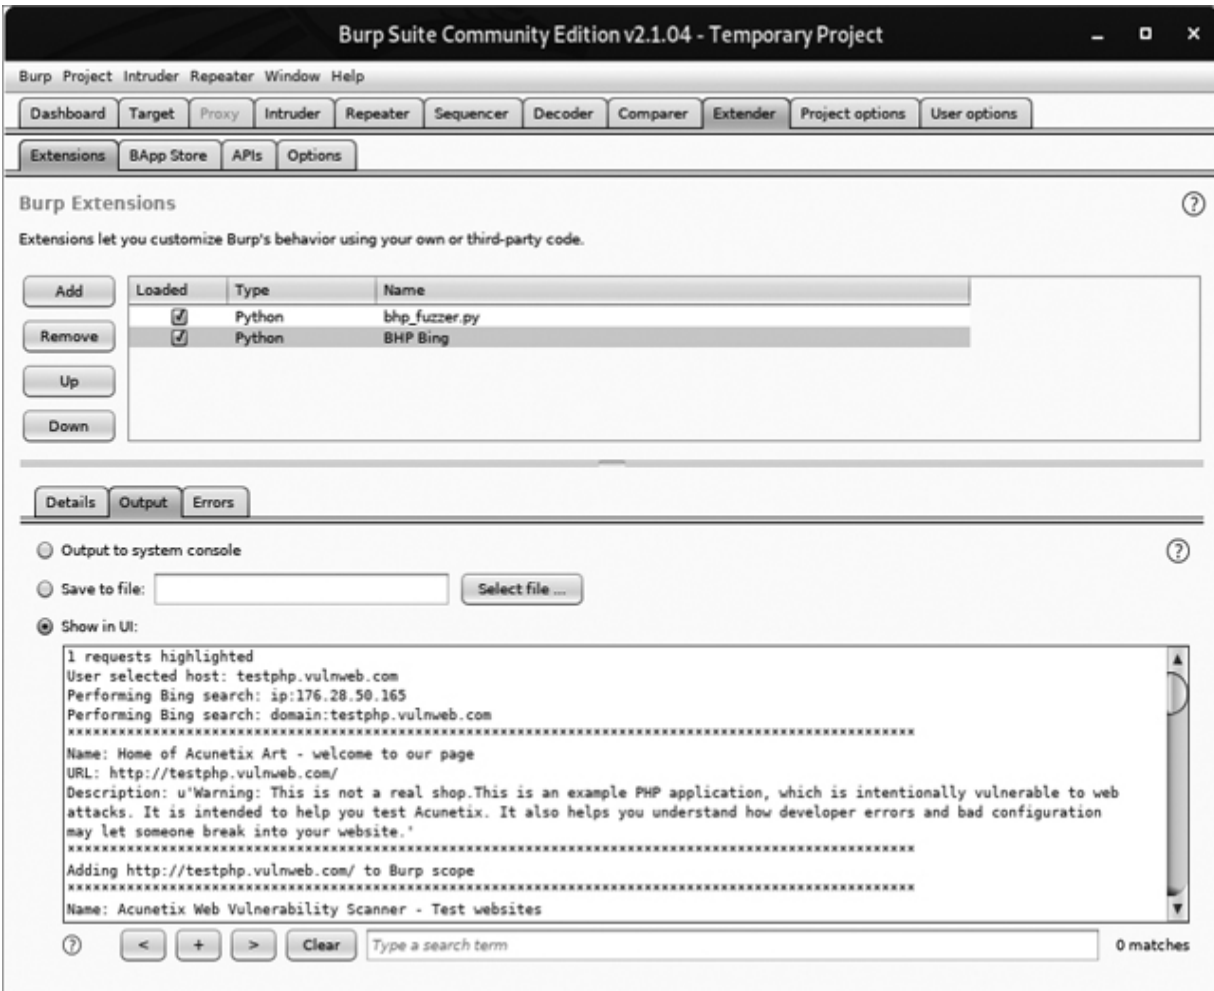 Burp Suite Community Edition v2.1.04 - Temporary Project
Burp Project Intruder Repeater Window Help
Dashboard Target Proxy Intruder Repeater Sequencer Decoder Comparer Extender Project options User options
Extensions BApp Store APIs Options
Burp Extensions
?
Extensions let you customize Burp's behavior using your own or third-party code.
Add
Remove
Up
Down
Loaded Type Name
Python bhp_fuzzer.py
Python BHP Bing
Details Output Errors
Output to system console
?
Save to file: Select file ...
Show in UI:
1 requests highlighted
User selected host: testphp.vulnweb.com
Performing Bing search: ip:176.28.50.165
Performing Bing search: domain:testphp.vulnweb.com
****************************************************************************************************
Name: Home of Acunetix Art - welcome to our page
URL: http://testphp.vulnweb.com/
Description: u'Warning: This is not a real shop.This is an example PHP application, which is intentionally vulnerable to web
attacks. It is intended to help you test Acunetix. It also helps you understand how developer errors and bad configuration
may let someone break into your website.'
****************************************************************************************************
Adding http://testphp.vulnweb.com/ to Burp scope
****************************************************************************************************
Name: Acunetix Web Vulnerability Scanner - Test websites
? < + > Clear Type a search term 0 matches